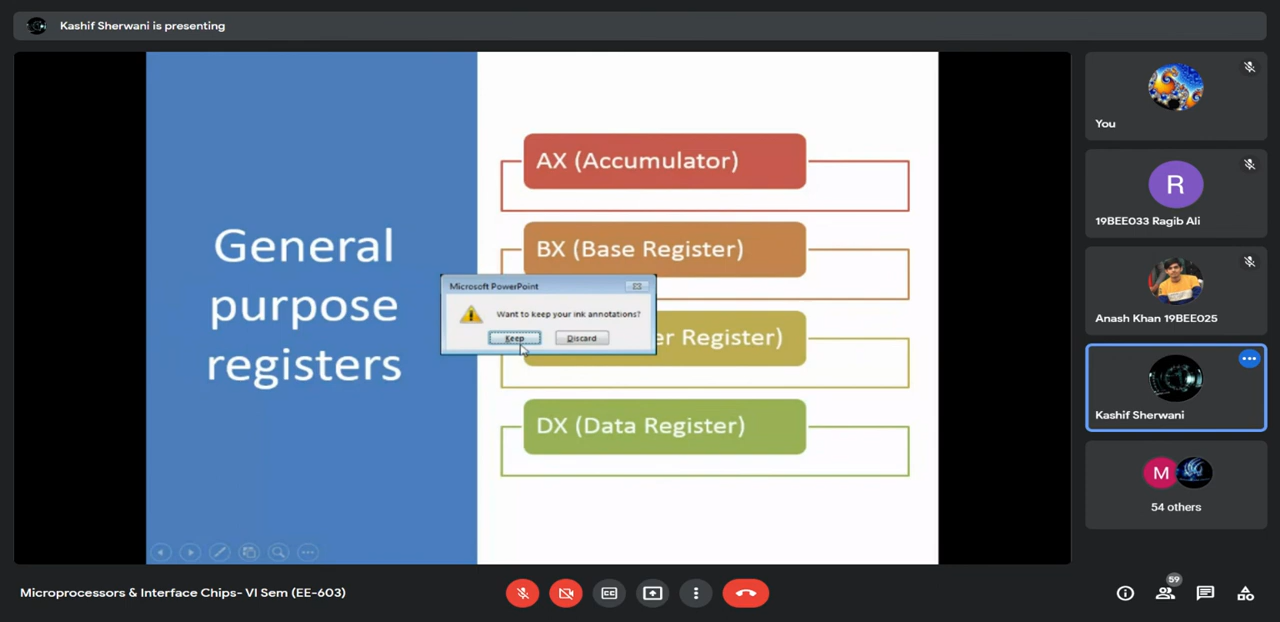 Kashif Sherwani is presenting
General
purpose
registers
AX (Accumulator)
BX (Base Register)
er Register)
DX (Data Register)
Microsoft PowerPoint
Want to keep your ink annotations?
Keep
Discard
You
R
19BEE033 Ragib Ali
Anash Khan 19BEE025
Kashif Sherwani
M
54 others
Microprocessors & Interface Chips- VI Sem (EE-603)
CC
59